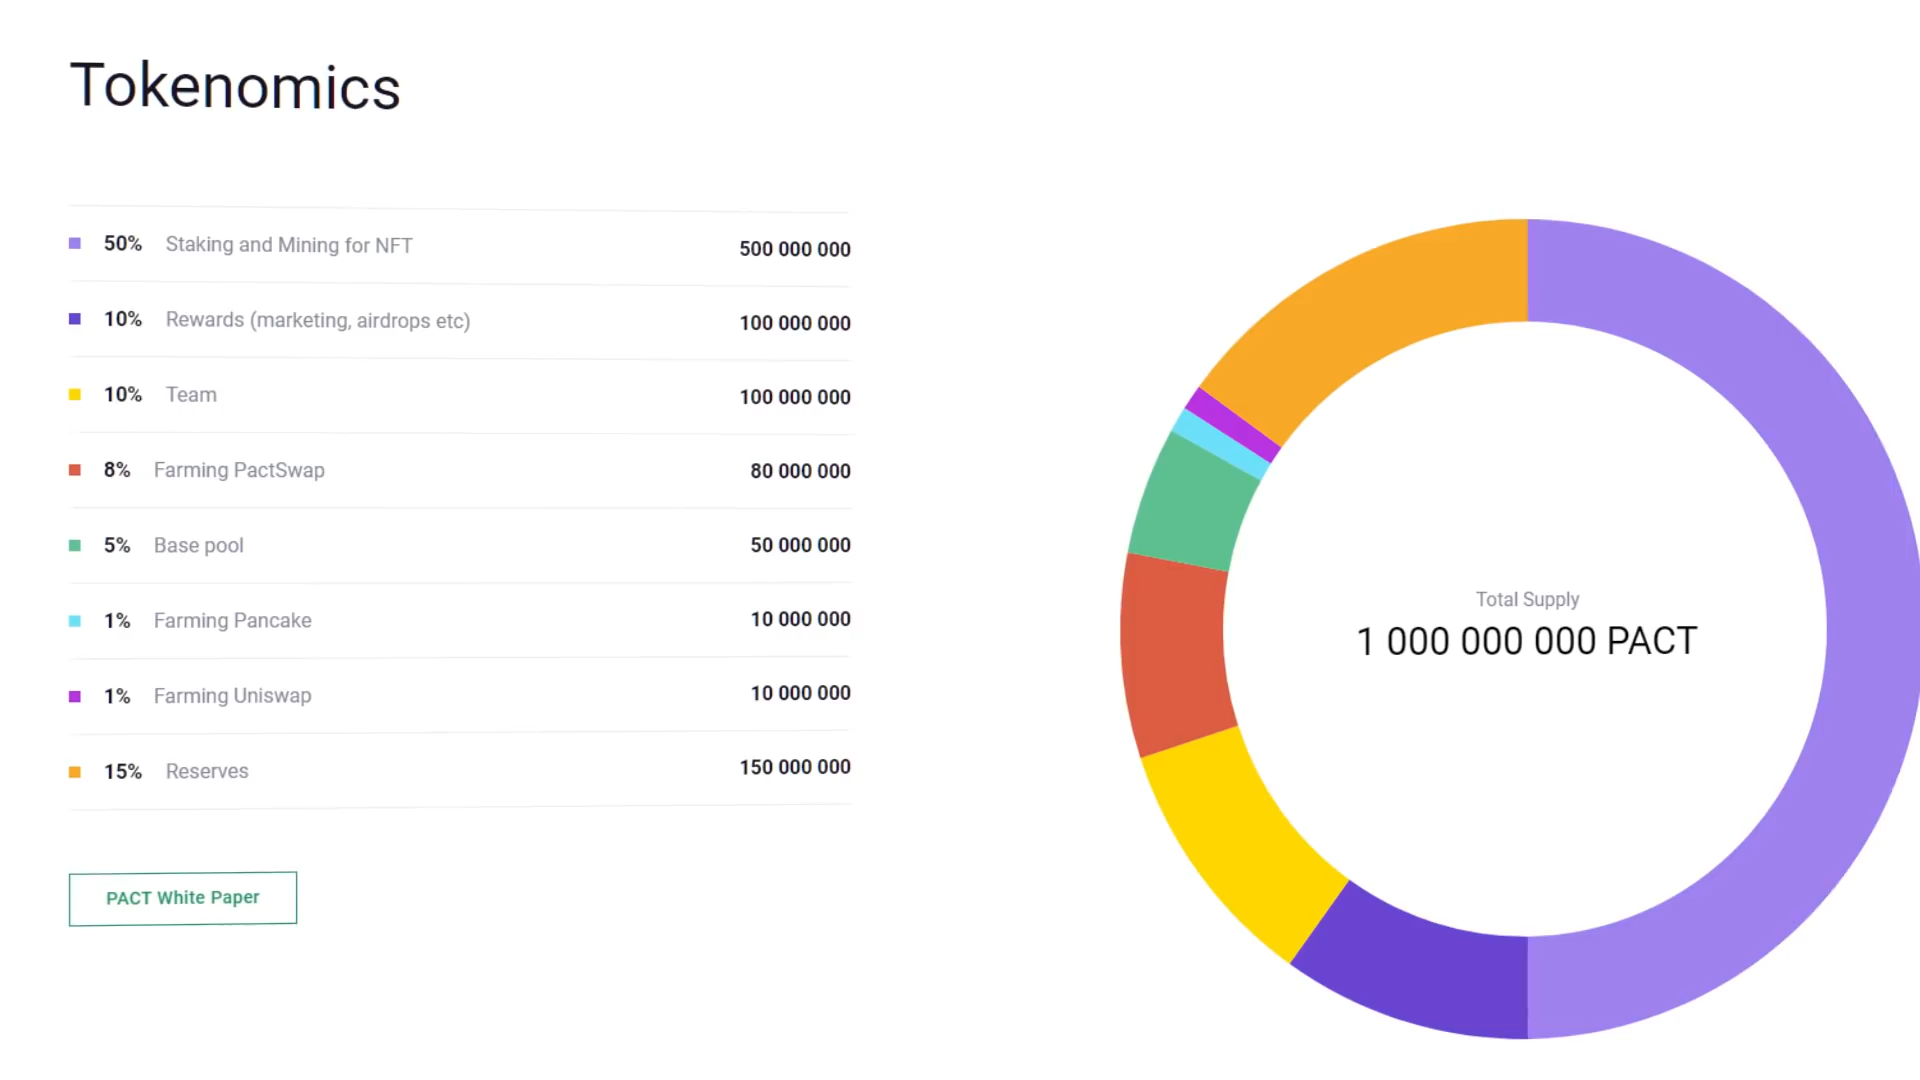 Tokenomics
50% Staking and Mining for NFT 500 000 000
10% Rewards (marketing, airdrops etc) 100 000 000
10% Team 100 000 000
8% Farming PactSwap 80 000 000
5% Base pool 50 000 000
1% Farming Pancake 10 000 000
1% Farming Uniswap 10 000 000
15% Reserves 150 000 000
PACT White Paper
Total Supply
1 000 000 000 PACT